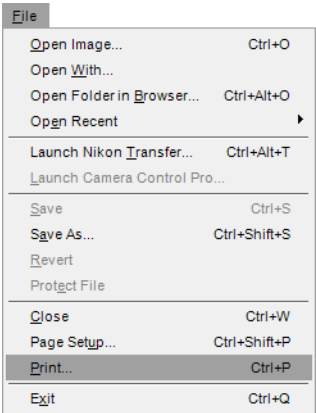 File
Open Image... Ctrl+O
Open With...
Open Folder in Browser... Ctrl+Alt+O
Open Recent
Launch Nikon Transfer... Ctrl+Alt+T
Launch Camera Control Pro...
Save Ctrl+S
Save As... Ctrl+Shift+S
Revert
Protect File
Close Ctrl+W
Page Setup... Ctrl+Shift+P
Print... Ctrl+P
Exit Ctrl+Q